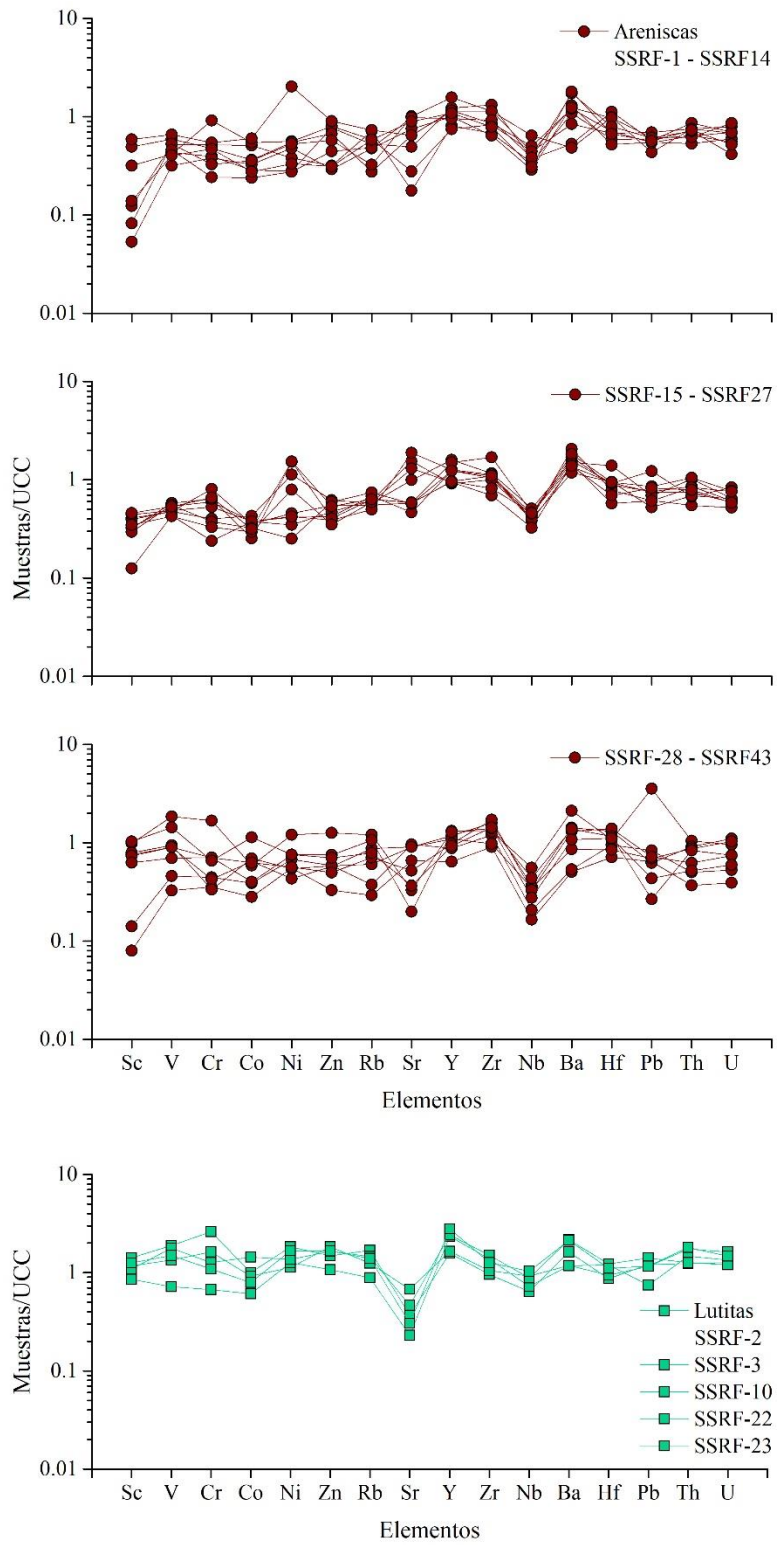 10
1
0.1
0.01
Areniscas
SSRF-1 - SSRF14
10
1
0.1
0.01
SSRF-15 - SSRF27
Muestras/UCC
10
1
0.1
0.01
SSRF-28 - SSRF43
Sc V Cr Co Ni Zn Rb Sr Y Zr Nb Ba Hf Pb Th U
Elementos
10
1
0.1
0.01
Muestras/UCC
Lutitas
SSRF-2
SSRF-3
SSRF-10
SSRF-22
SSRF-23
Sc V Cr Co Ni Zn Rb Sr Y Zr Nb Ba Hf Pb Th U
Elementos